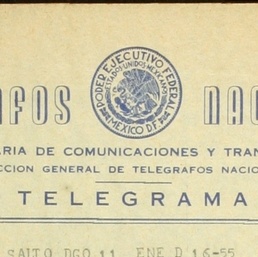 AFOS NAC
PODER EJECUTIVO FEDERAL
ESTADOS UNIDOS MEXICANOS
MEXICO D.F.
ARIA DE COMUNICACIONES Y TRAN
CCION GENERAL DE TELEGRAFOS NACIO
TELEGRAMA
SALTO DGO 11 ENE D 16-55